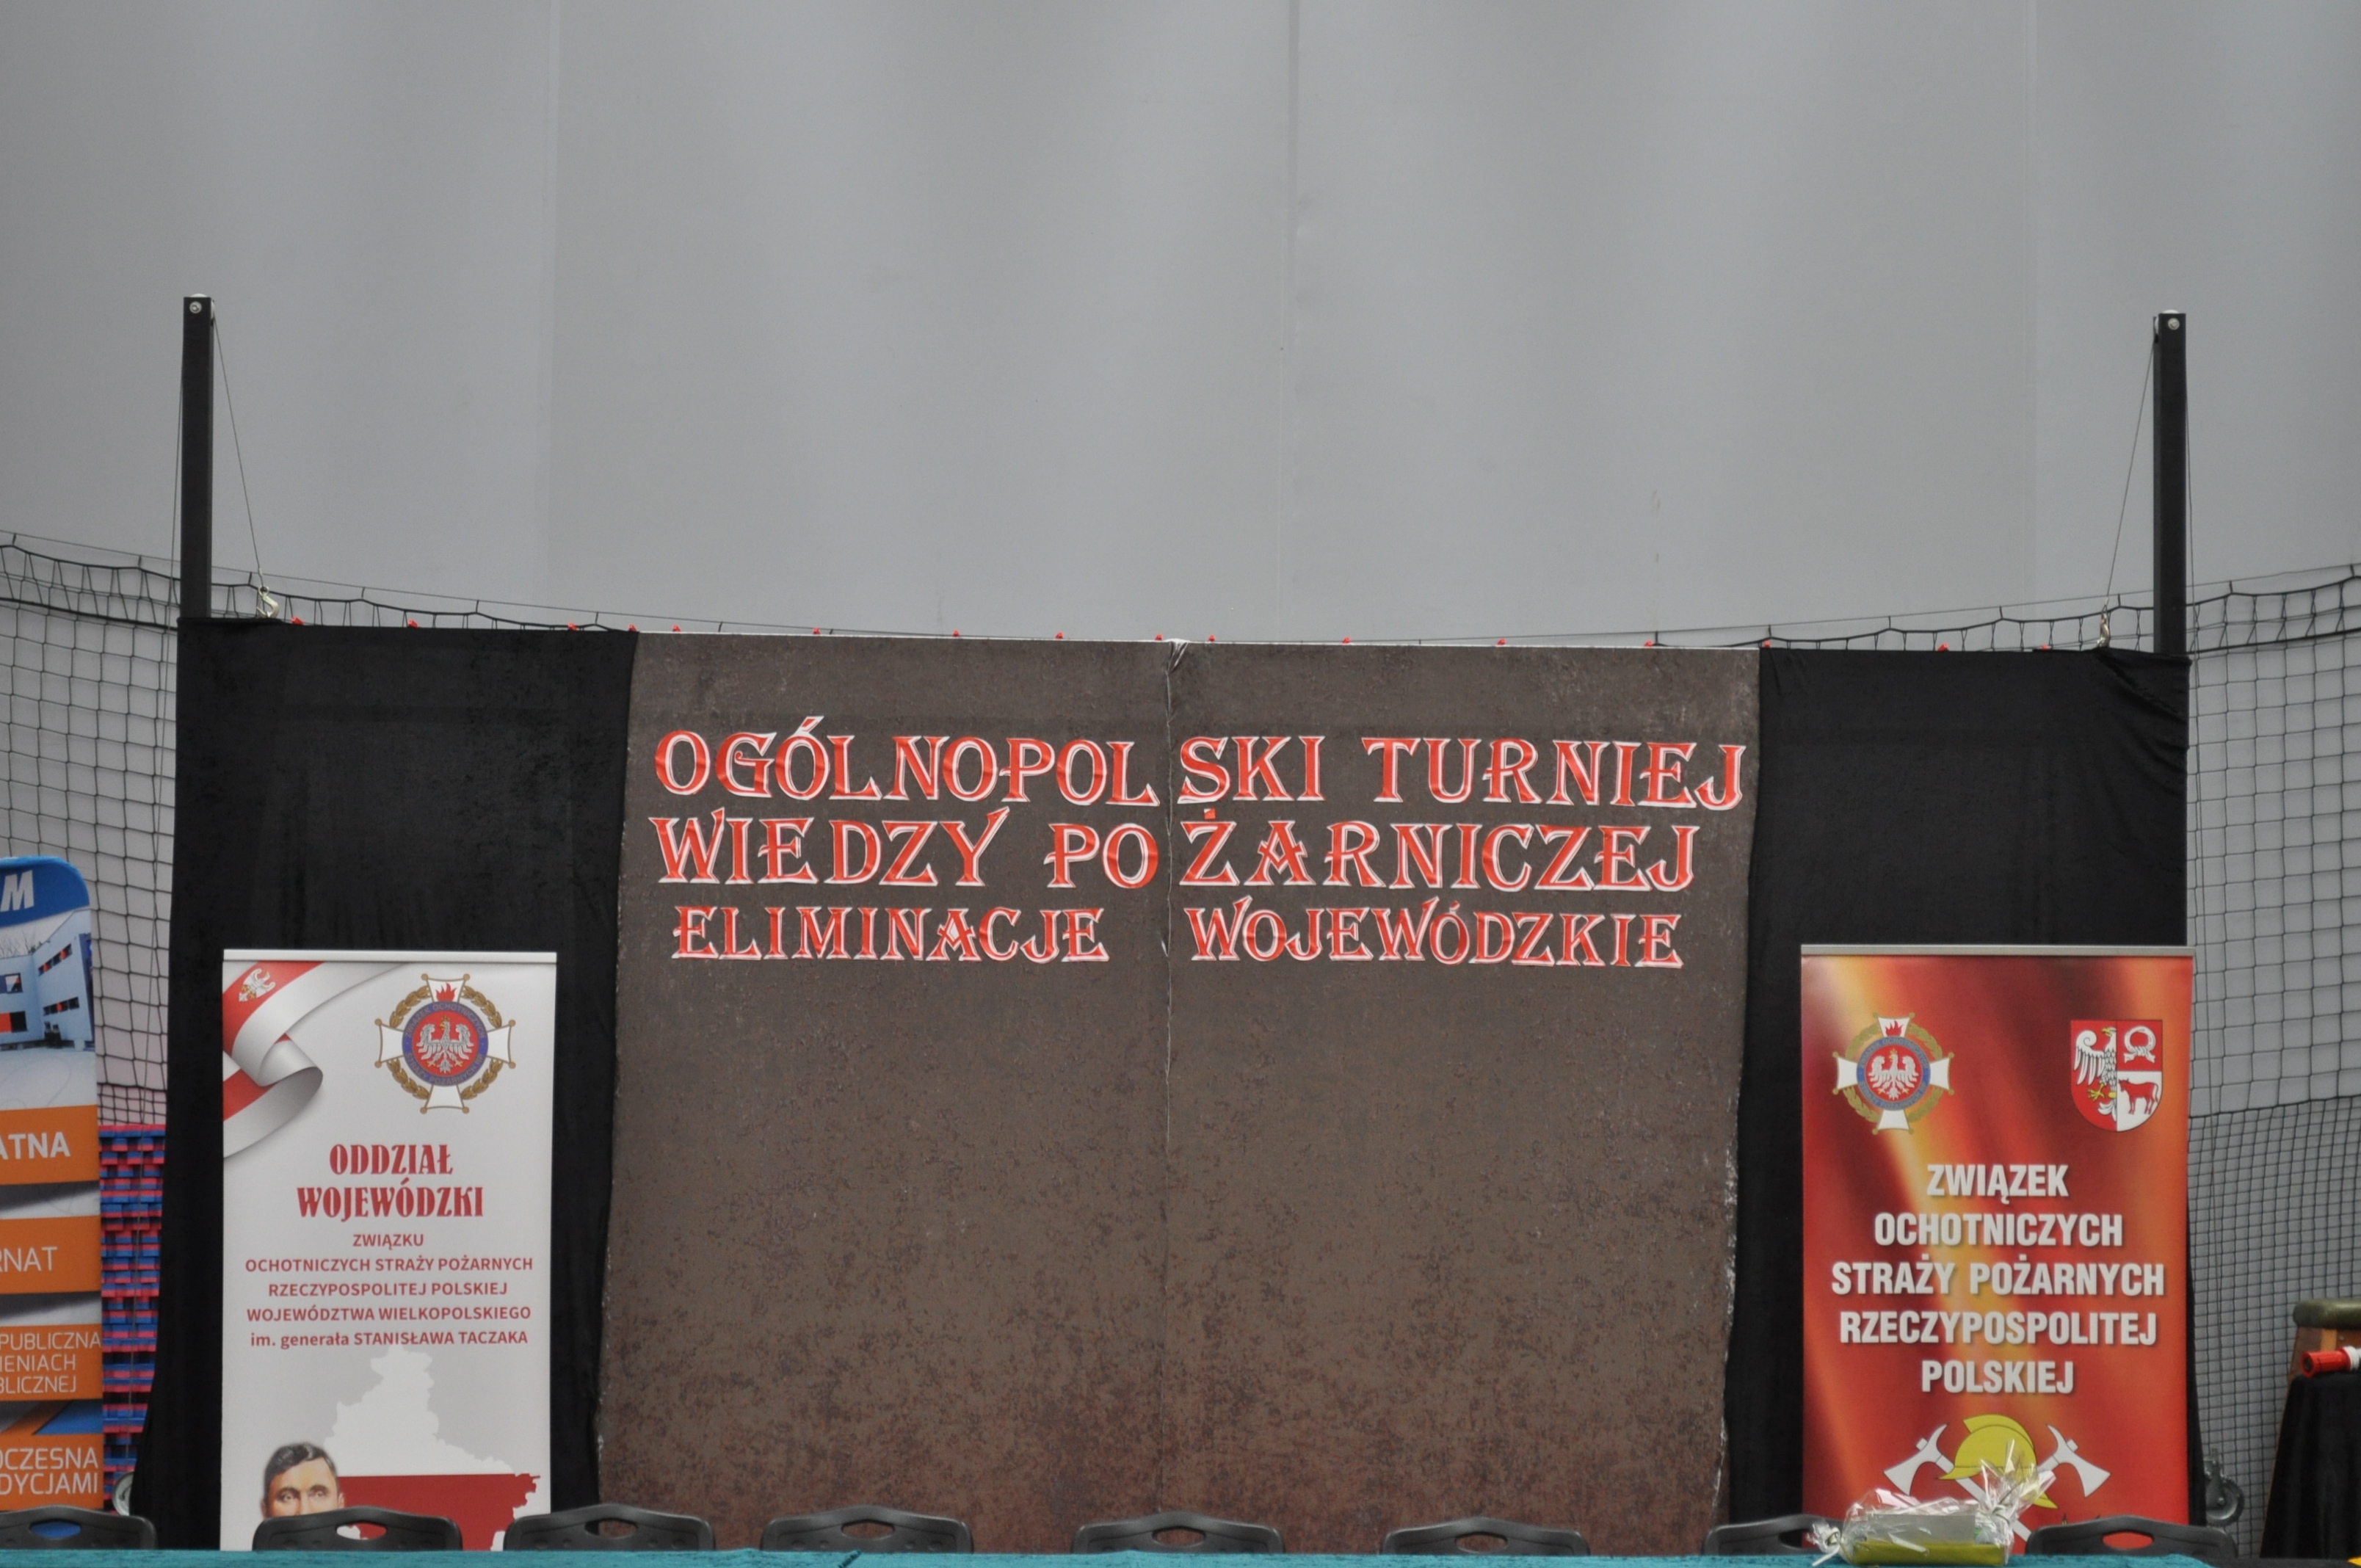 OGÓLNOPOLSKI TURNIEJ
WIEDZY POŻARNICZEJ
ELIMINACJE WOJEWÓDZKIE
ODDZIAŁ
WOJEWÓDZKI
ZWIĄZKU
OCHOTNICZYCH STRAŻY POŻARNYCH
RZECZYPOSPOLITEJ POLSKIEJ
WOJEWÓDZTWA WIELKOPOLSKIEGO
im. generała STANISŁAWA TACZAKA
ZWIĄZEK
OCHOTNICZYCH
STRAŻY POŻARNYCH
RZECZYPOSPOLITEJ
POLSKIEJ
M
ATNA
RNAT
PUBLICZNA
IENIACH
BLICZNEJ
OCZESNA
DYCJAMI